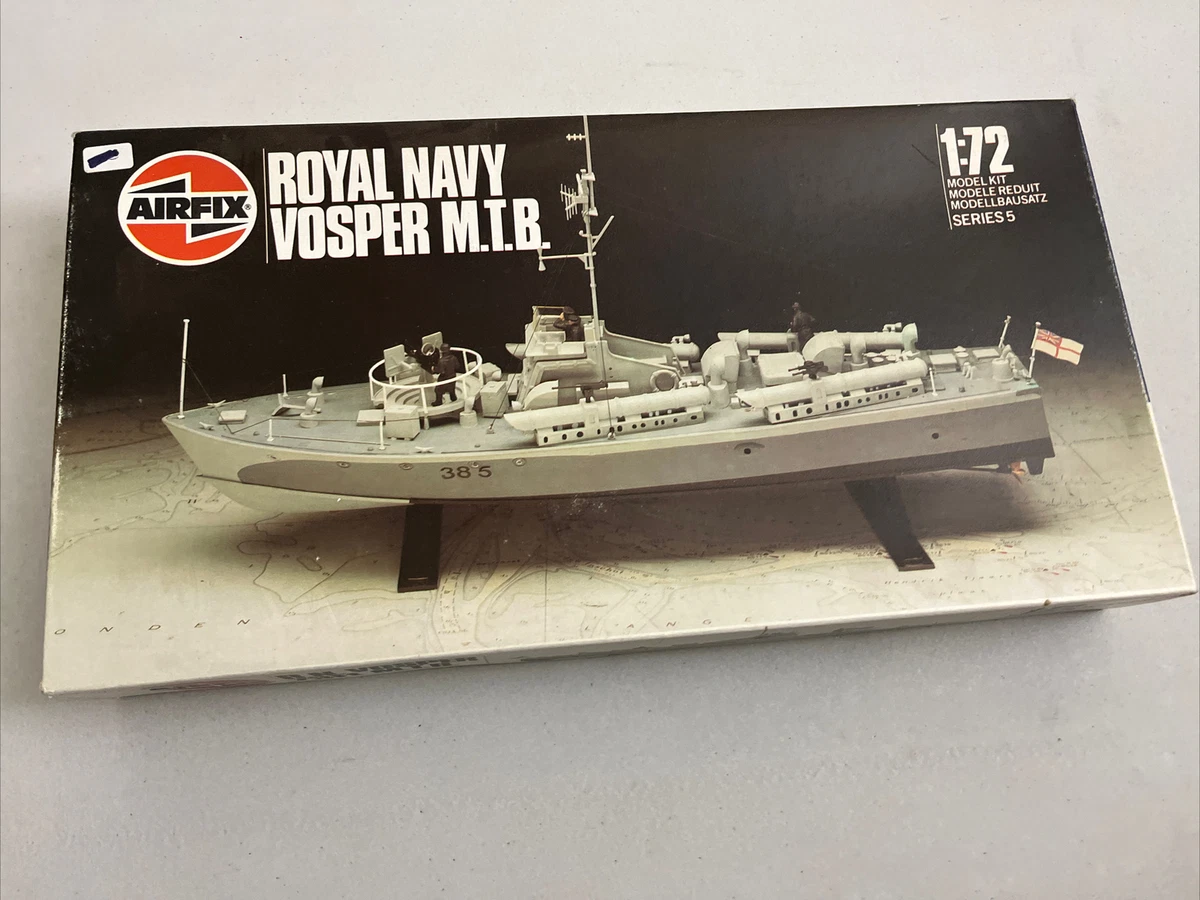 AIRFIX®
ROYAL NAVY
VOSPER M.T.B.
1:72
MODEL KIT
MODELE REDUIT
MODELLBAUSATZ
SERIES 5
385
O N D E N
L A N G E